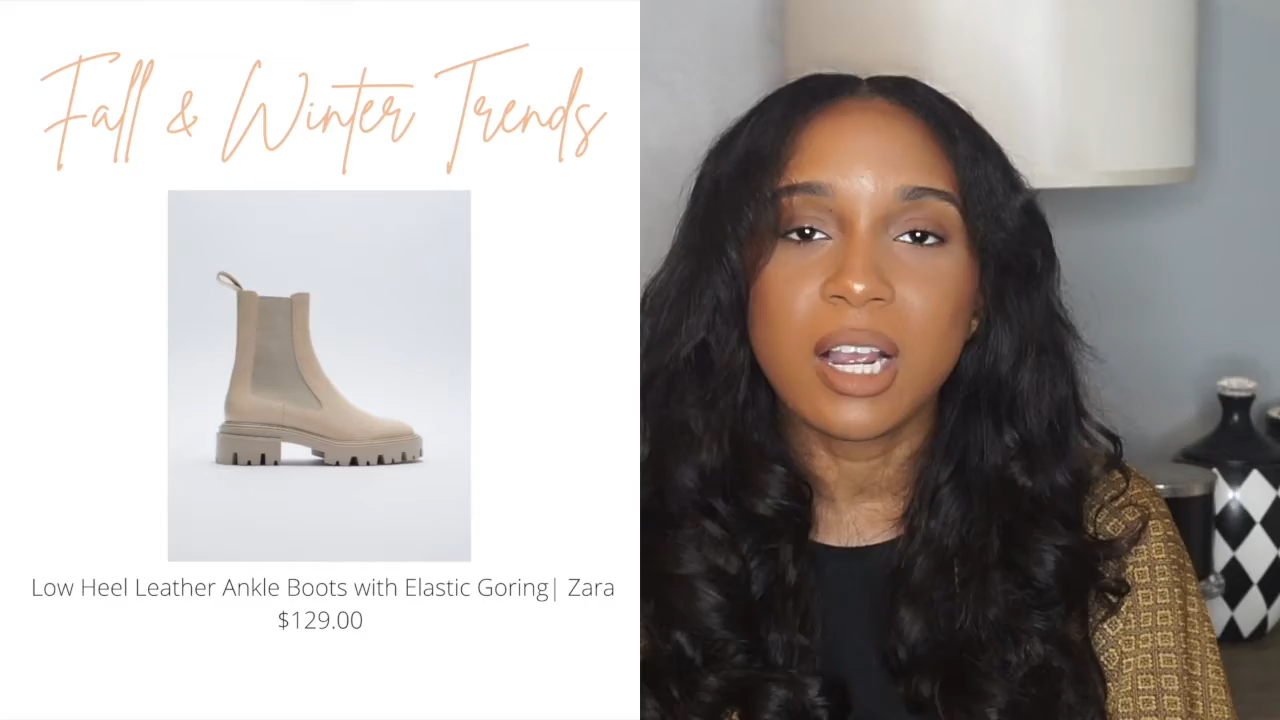 Fall & Winter Trends
Low Heel Leather Ankle Boots with Elastic Goring| Zara
$129.00